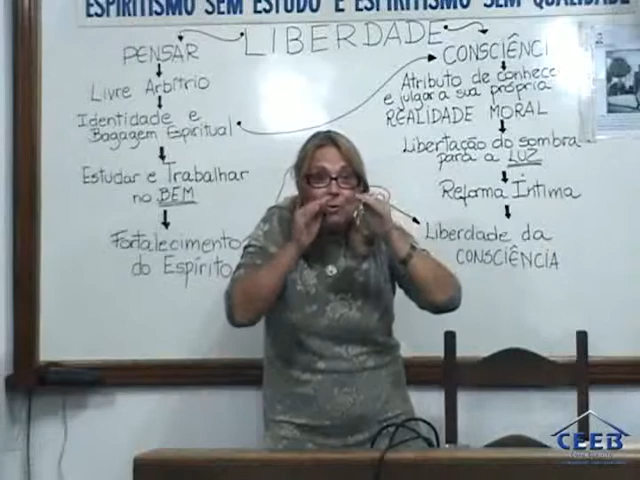 ESPIRITISMO SEM ESTUDO É ESPIRITISMO SEM QUALIDADE
LIBERDADE
PENSAR
Livre Arbítrio
Identidade e
Bagagem Espiritual
Estudar e Trabalhar
no BEM
Fortalecimento
do Espírito
CONSCIÊNCI
Atributo de conhece
e julgar a sua própria
REALIDADE MORAL
Libertação do sombra
para a LUZ
Reforma Íntima
Liberdade da
CONSCIÊNCIA
CEEB